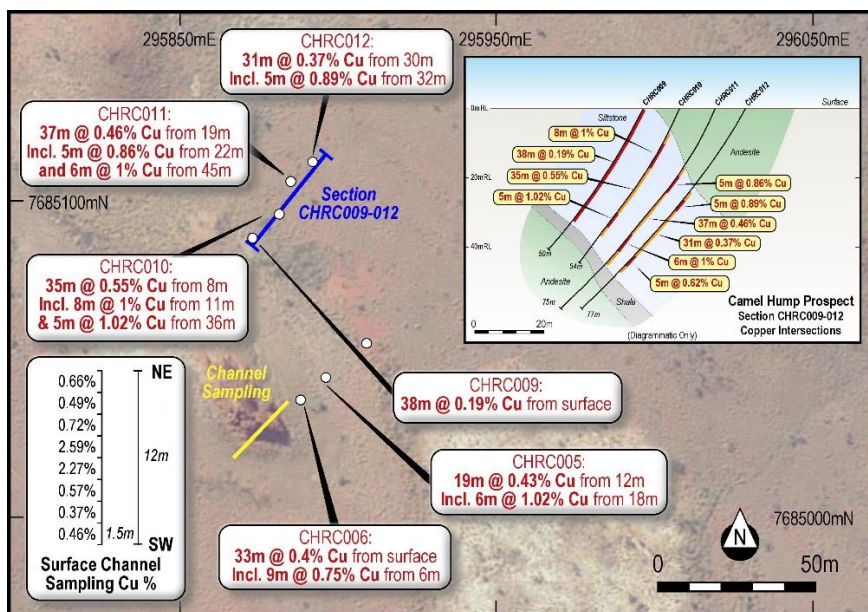 295850mE
295950mE
296050mE
CHRC012:
31m @ 0.37% Cu from 30m
Incl. 5m @ 0.89% Cu from 32m
CHRC011:
37m @ 0.46% Cu from 19m
Incl. 5m @ 0.86% Cu from 22m
and 6m @ 1% Cu from 45m
7685100mN
Section
CHRC009-012
CHRC010:
35m @ 0.55% Cu from 8m
Incl. 8m @ 1% Cu from 11m
& 5m @ 1.02% Cu from 36m
CHRC009
CHRC010
CHRC011
CHRC012
0mRL
Surface
Siltstone
8m @ 1% Cu
38m @ 0.19% Cu
Andesite
20mRL
35m @ 0.55% Cu
5m @ 0.86% Cu
5m @ 1.02% Cu
5m @ 0.89% Cu
37m @ 0.46% Cu
40mRL
31m @ 0.37% Cu
50m
54m
6m @ 1% Cu
Andesite
5m @ 0.62% Cu
75m
77m
Shale
Camel Hump Prospect
Section CHRC009-012
Copper Intersections
0
20m
(Diagrammatic Only)
Channel
Sampling
CHRC009:
38m @ 0.19% Cu from surface
CHRC005:
19m @ 0.43% Cu from 12m
Incl. 6m @ 1.02% Cu from 18m
CHRC006:
33m @ 0.4% Cu from surface
Incl. 9m @ 0.75% Cu from 6m
NE
0.66%
0.49%
0.72%
2.59%
12m
2.27%
0.57%
0.37%
0.46%
1.5m
SW
Surface Channel
Sampling Cu %
7685000mN
N
0
50m